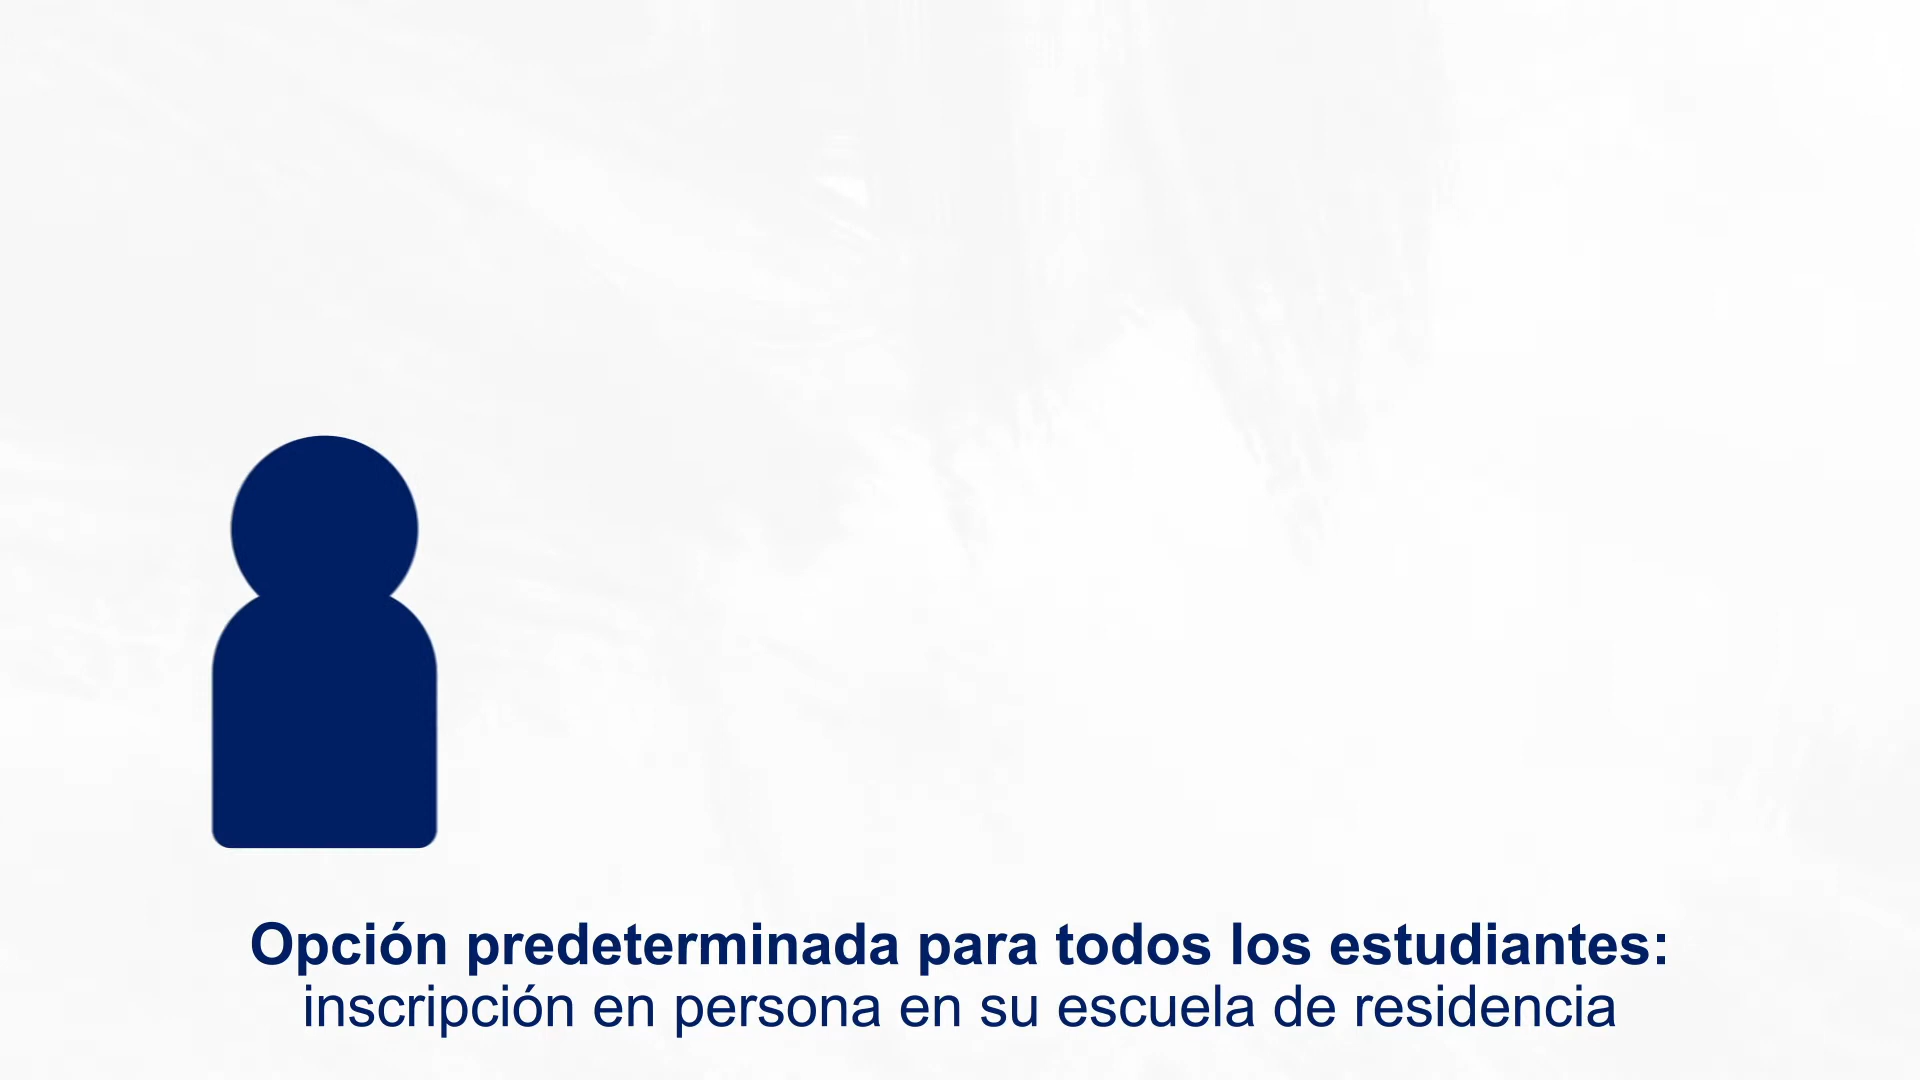 Opción predeterminada para todos los estudiantes:
inscripción en persona en su escuela de residencia